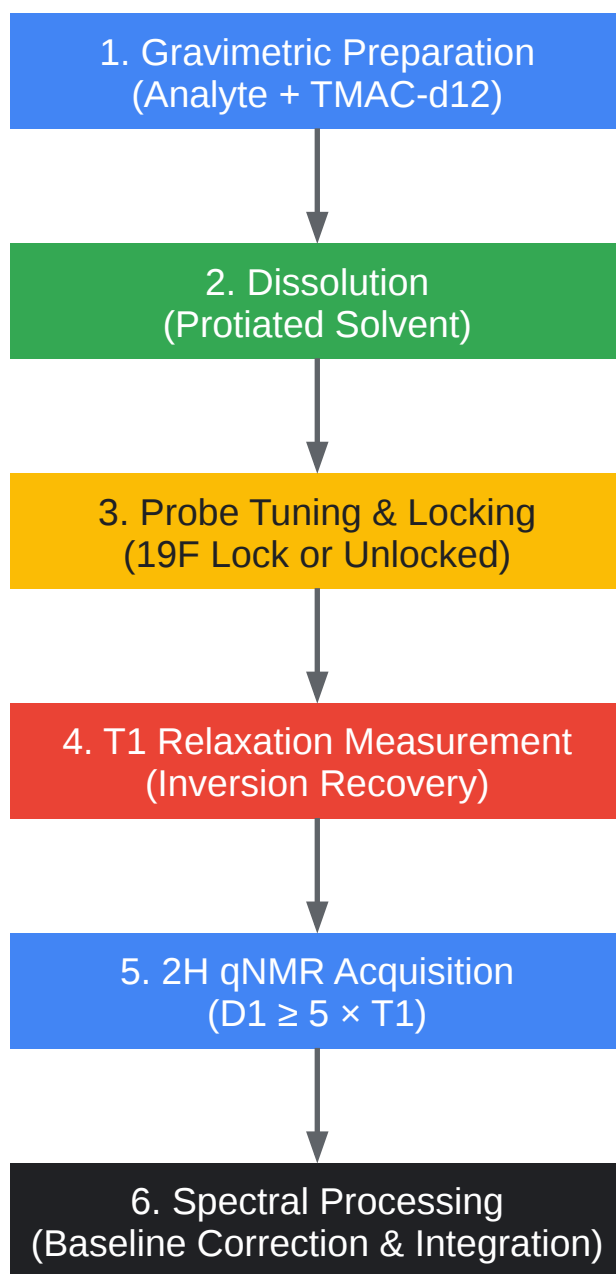 1. Gravimetric Preparation
(Analyte + TMAC-d12)
2. Dissolution
(Protiated Solvent)
3. Probe Tuning & Locking
(19F Lock or Unlocked)
4. T1 Relaxation Measurement
(Inversion Recovery)
5. 2H qNMR Acquisition
(D1 ≥ 5 × T1)
6. Spectral Processing
(Baseline Correction & Integration)